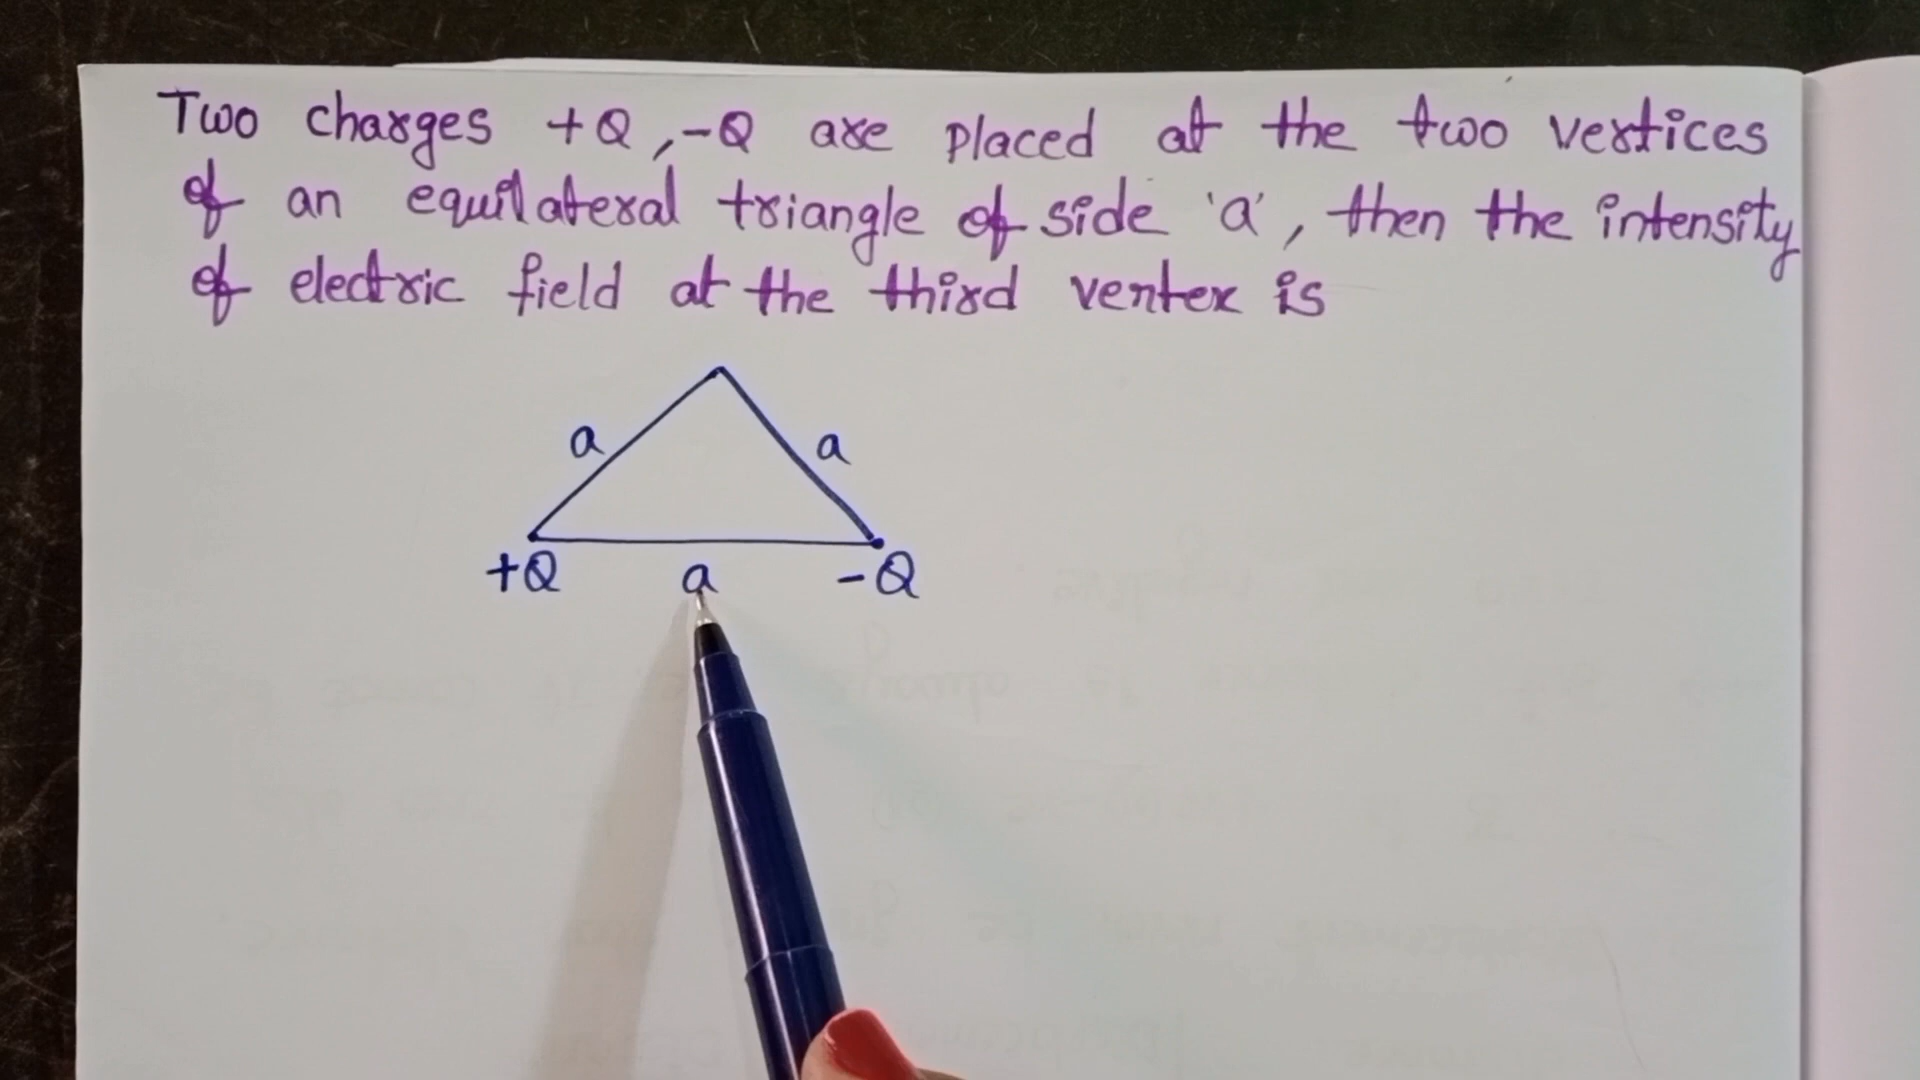 Two charges +Q, -Q are placed at the two vertices
of an equilateral triangle of side 'a', then the intensity
of electric field at the third ventex is
a
a
+Q
a
-Q